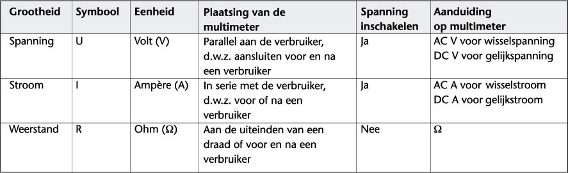 Grootheid Symbool Eenheid Plaatsing van de multimeter Spanning inschakelen Aanduiding op multimeter
Spanning U Volt (V) Parallel aan de verbruiker, Ja AC V voor wisselspanning
d.w.z. aansluiten voor en na DC V voor gelijkspanning
een verbruiker
Stroom I Ampère (A) In serie met de verbruiker, Ja AC A voor wisselstroom
d.w.z. voor of na een DC A voor gelijkstroom
verbruiker
Weerstand R Ohm (Ω) Aan de uiteinden van een Nee Ω
draad of voor en na een
verbruiker